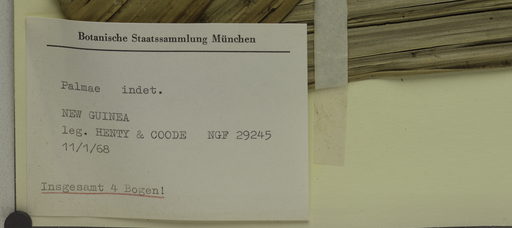 Botanische Staatssammlung München
Palmae indet.
NEW GUINEA
leg. HENTY & COODE NGF 29245
11/1/68
Insgesamt 4 Bogen!